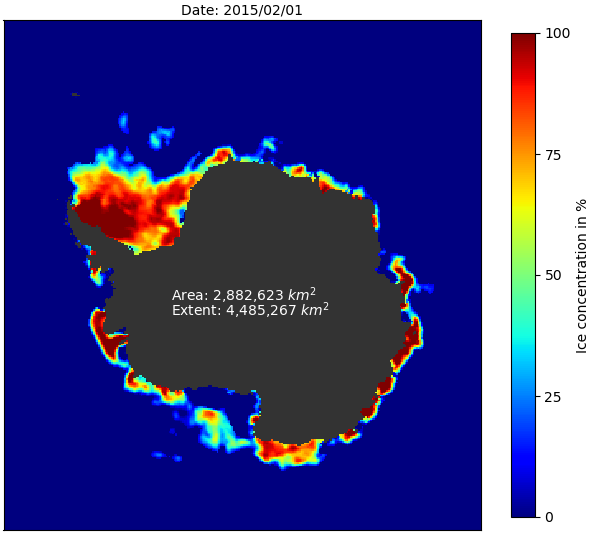 Date: 2015/02/01
100
75
50
25
0
Ice concentration in %
Area: 2,882,623 km²
Extent: 4,485,267 km²